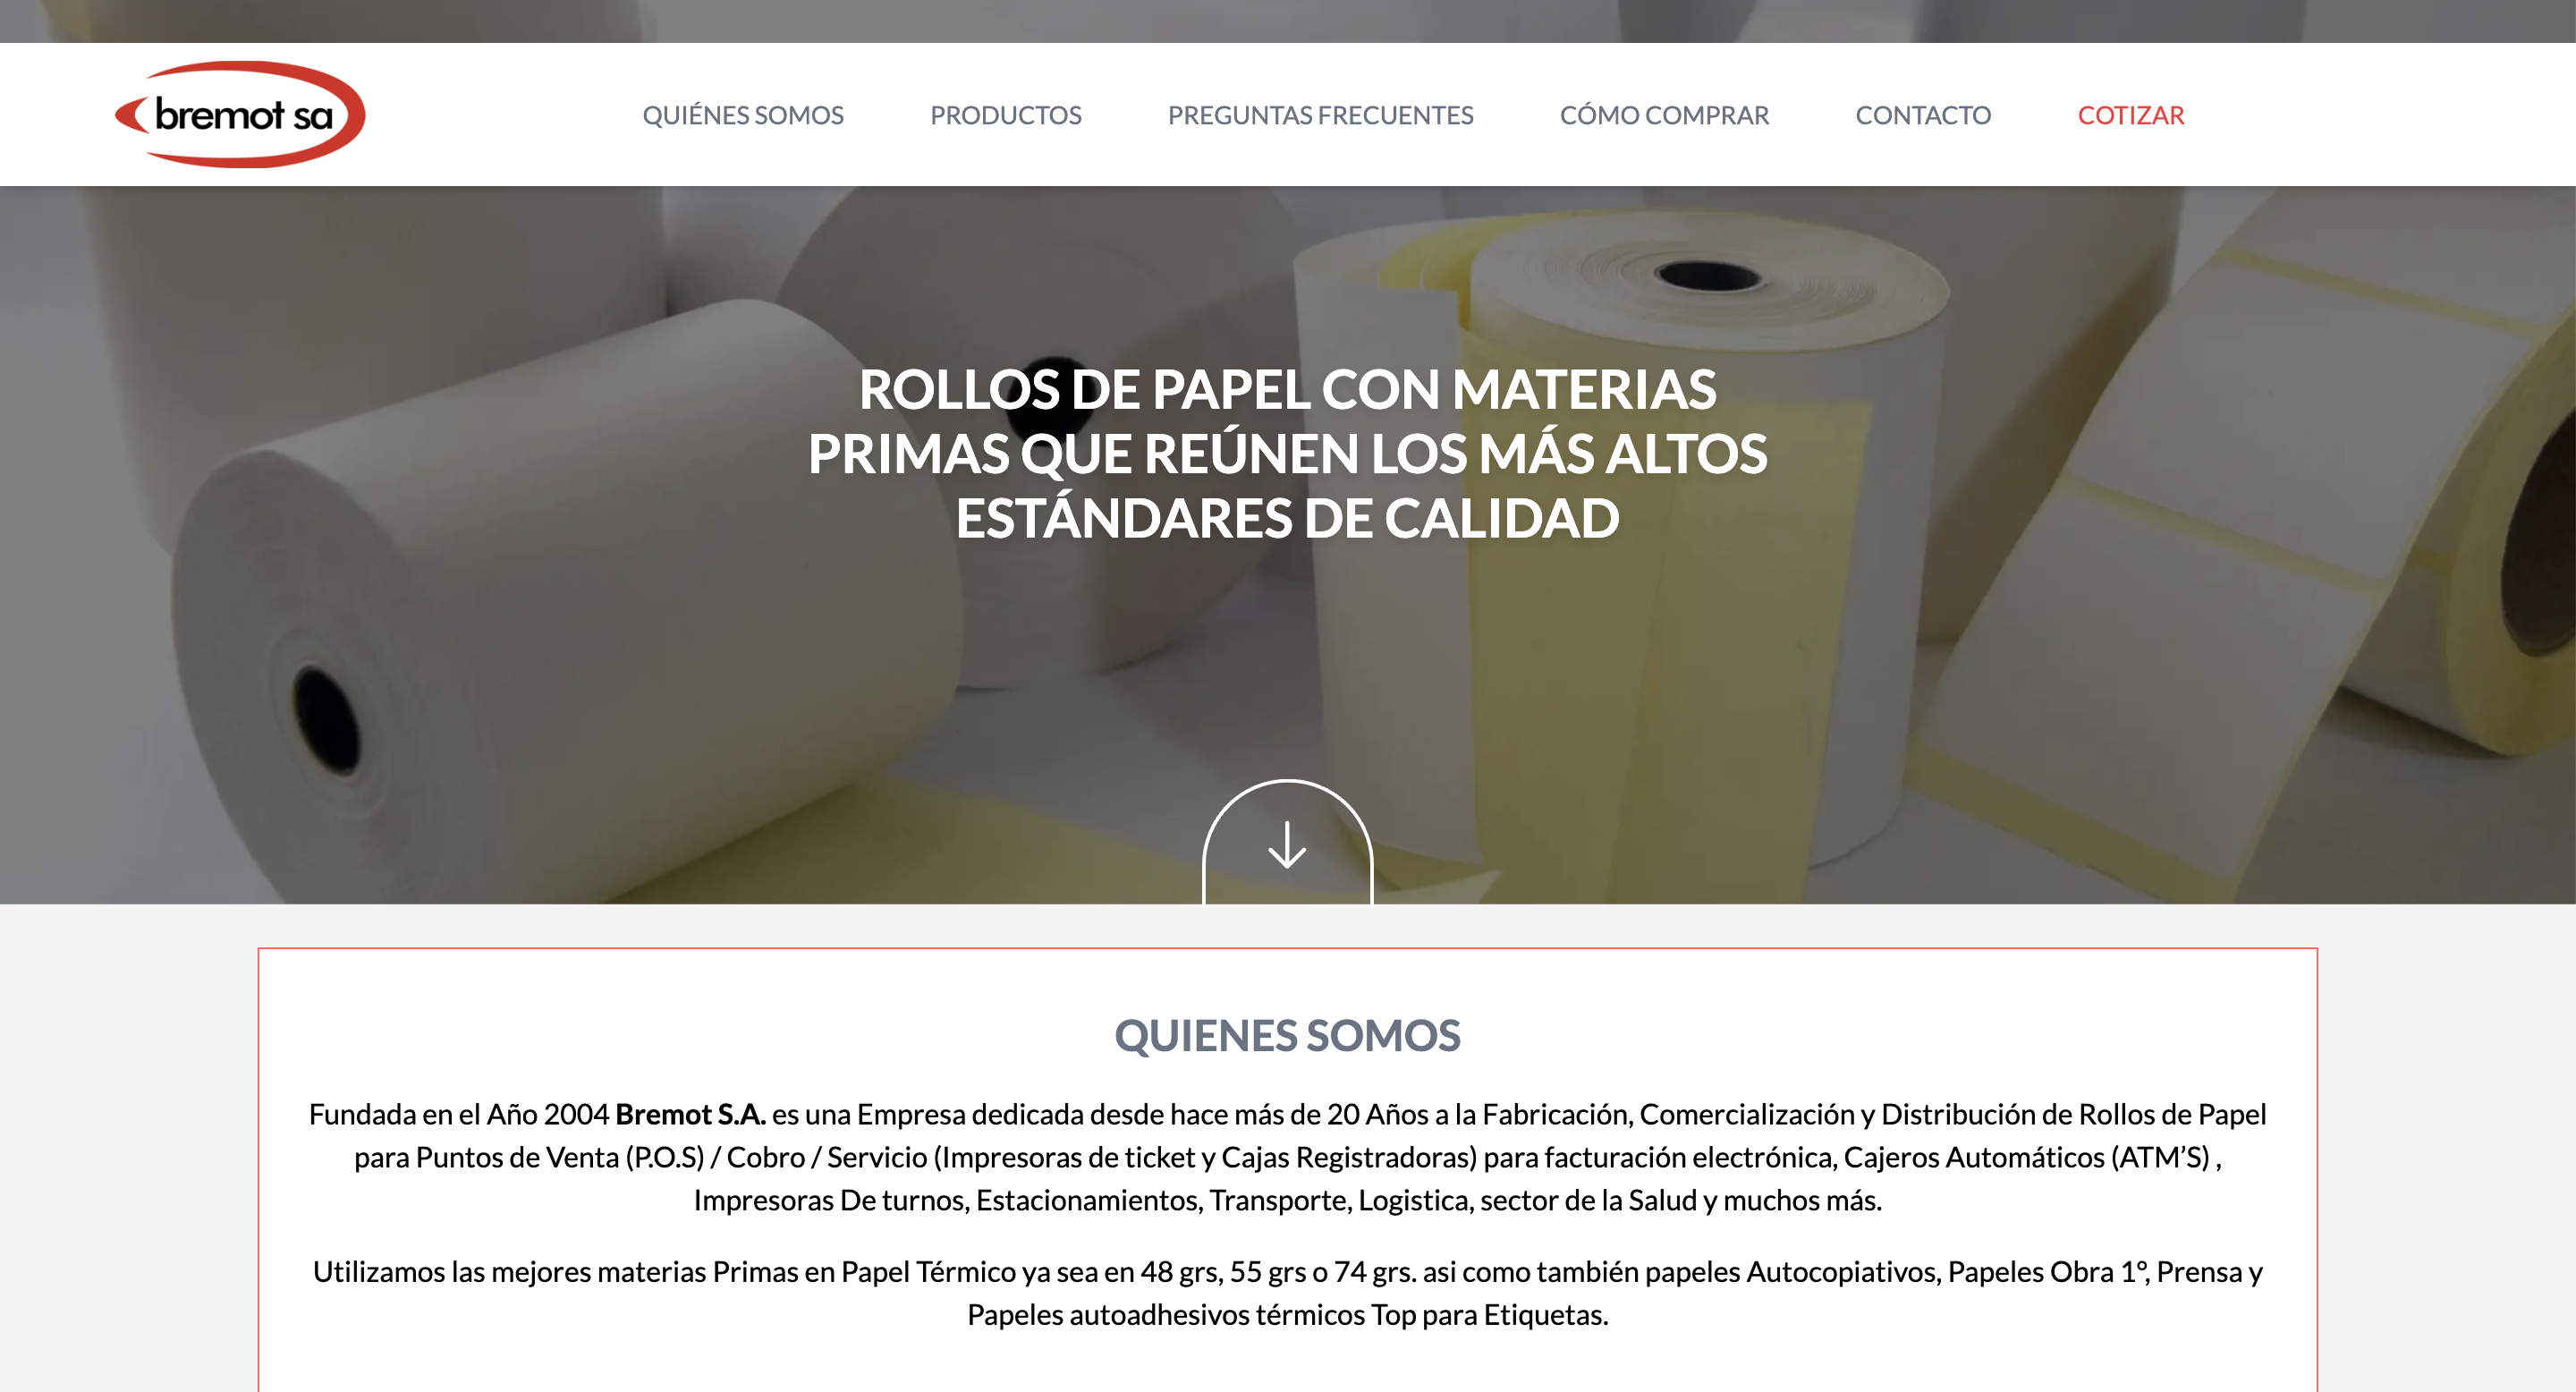 bremot sa
QUIÉNES SOMOS
PRODUCTOS
PREGUNTAS FRECUENTES
CÓMO COMPRAR
CONTACTO
COTIZAR
ROLLOS DE PAPEL CON MATERIAS
PRIMAS QUE REÚNEN LOS MÁS ALTOS
ESTÁNDARES DE CALIDAD
QUIENES SOMOS
Fundada en el Año 2004 Bremot S.A. es una Empresa dedicada desde hace más de 20 Años a la Fabricación, Comercialización y Distribución de Rollos de Papel
para Puntos de Venta (P.O.S) / Cobro / Servicio (Impresoras de ticket y Cajas Registradoras) para facturación electrónica, Cajeros Automáticos (ATM’S) ,
Impresoras De turnos, Estacionamientos, Transporte, Logistica, sector de la Salud y muchos más.
Utilizamos las mejores materias Primas en Papel Térmico ya sea en 48 grs, 55 grs o 74 grs. asi como también papeles Autocopiativos, Papeles Obra 1º, Prensa y
Papeles autoadhesivos térmicos Top para Etiquetas.